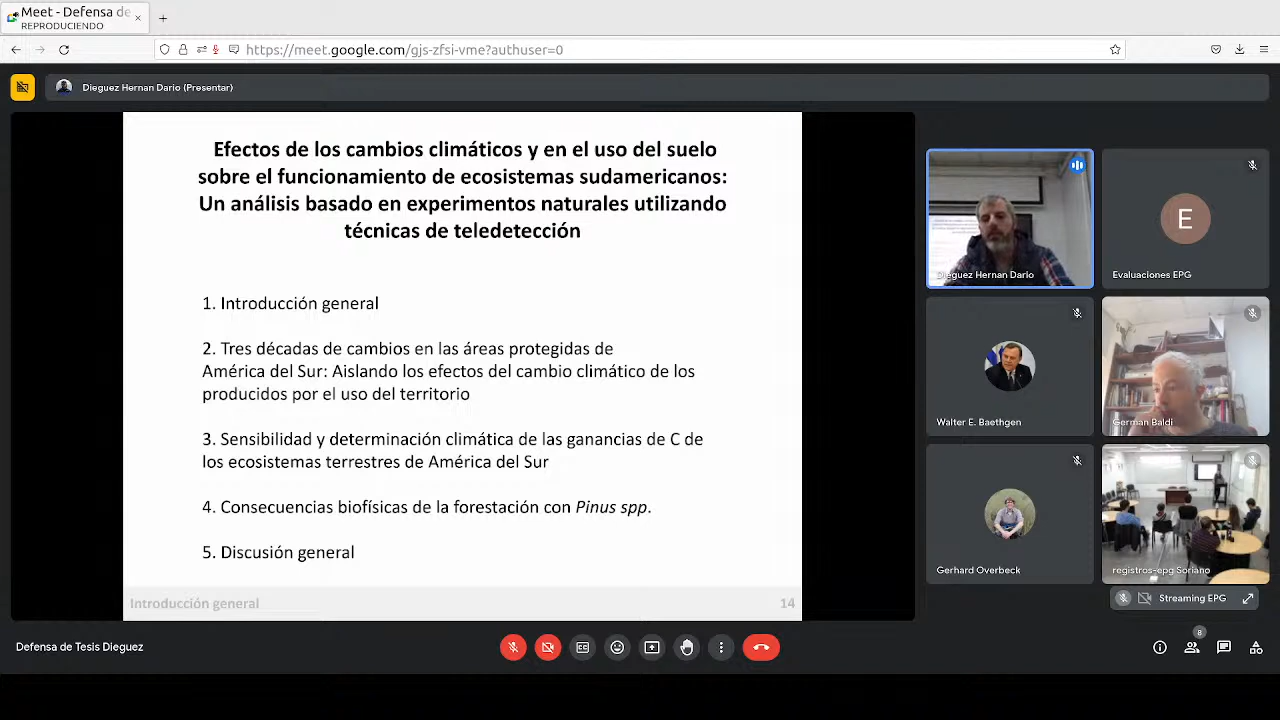 Meet - Defensa de
REPRODUCIENDO
https://meet.google.com/gjs-zfsi-vme?authuser=0
Dieguez Hernan Dario (Presentar)
Efectos de los cambios climáticos y en el uso del suelo
sobre el funcionamiento de ecosistemas sudamericanos:
Un análisis basado en experimentos naturales utilizando
técnicas de teledetección
1. Introducción general
2. Tres décadas de cambios en las áreas protegidas de
América del Sur: Aislando los efectos del cambio climático de los
producidos por el uso del territorio
3. Sensibilidad y determinación climática de las ganancias de C de
los ecosistemas terrestres de América del Sur
4. Consecuencias biofísicas de la forestación con Pinus spp.
5. Discusión general
Introducción general 14
Dieguez Hernan Dario
E
Evaluaciones EPG
Walter E. Baethgen
German Baldi
Gerhard Overbeck
registros-epg Soriano
Streaming EPG
Defensa de Tesis Dieguez
8